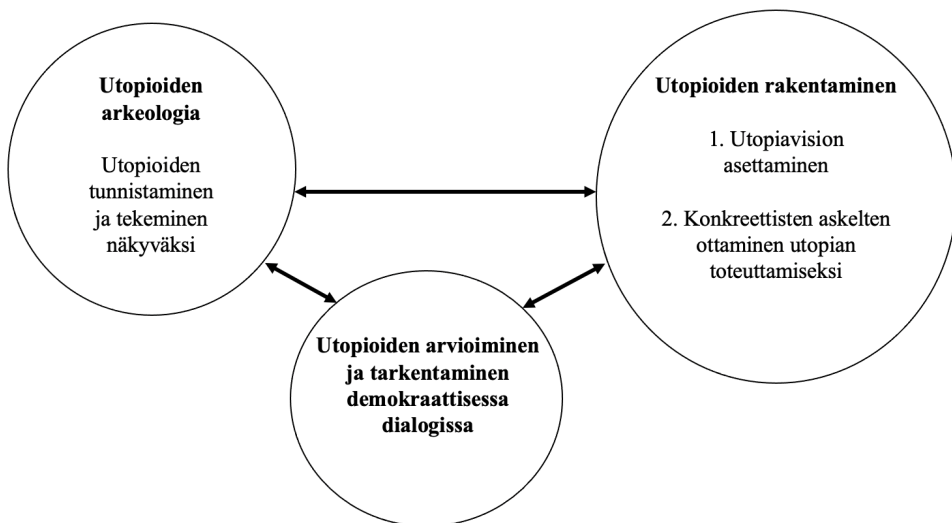 Utopioiden
arkeologia
Utopioiden
tunnistaminen
ja tekeminen
näkyväksi
Utopioiden rakentaminen
1. Utopiavision
asettaminen
2. Konkreettisten askelten
ottaminen utopian
toteuttamiseksi
Utopioiden arvioiminen
ja tarkentaminen
demokraattisessa
dialogissa